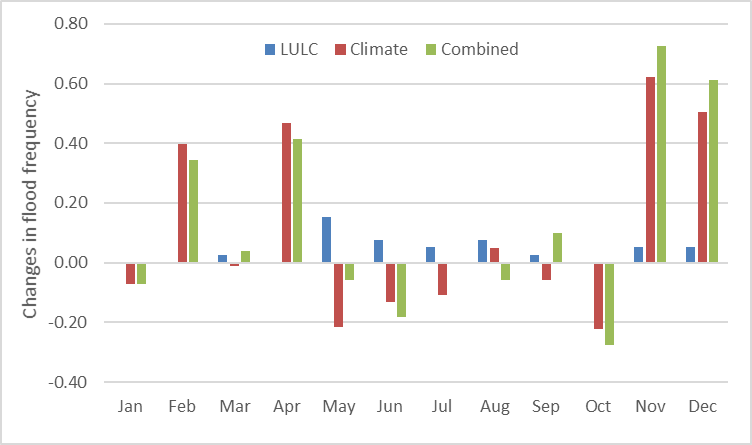 0.80
LULC Climate Combined
0.60
0.40
0.20
0.00
-0.20
-0.40
Changes in flood frequency
Jan Feb Mar Apr May Jun Jul Aug Sep Oct Nov Dec